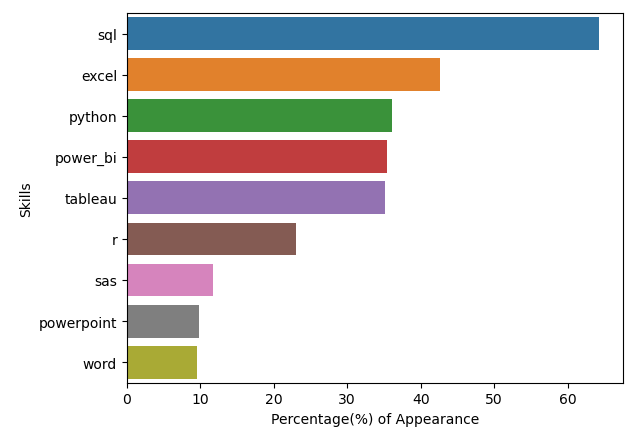 sql
excel
python
power_bi
tableau
r
sas
powerpoint
word
Skills
0 10 20 30 40 50 60
Percentage(%) of Appearance